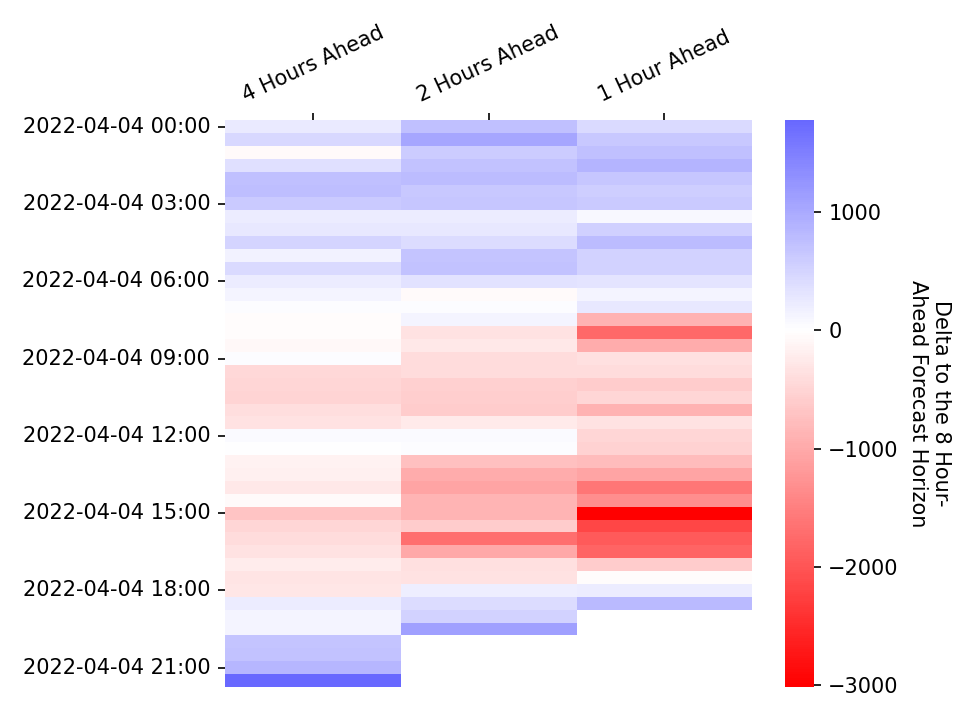 4 Hours Ahead
2 Hours Ahead
1 Hour Ahead
2022-04-04 00:00
2022-04-04 03:00
2022-04-04 06:00
2022-04-04 09:00
2022-04-04 12:00
2022-04-04 15:00
2022-04-04 18:00
2022-04-04 21:00
1000
0
−1000
−2000
−3000
Delta to the 8 Hour-
Ahead Forecast Horizon